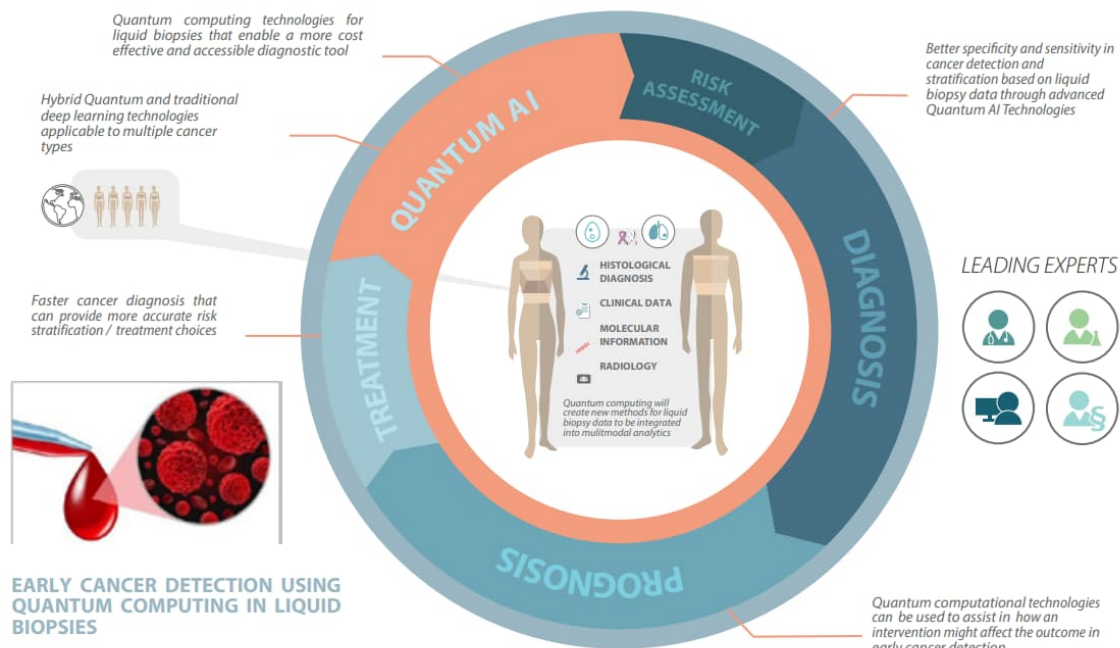 Quantum computing technologies for
liquid biopsies that enable a more cost
effective and accessible diagnostic tool
Hybrid Quantum and traditional
deep learning technologies
applicable to multiple cancer
types
Faster cancer diagnosis that
can provide more accurate risk
stratification / treatment choices
EARLY CANCER DETECTION USING
QUANTUM COMPUTING IN LIQUID
BIOPSIES
QUANTUM AI
RISK
ASSESSMENT
DIAGNOSIS
PROGNOSIS
TREATMENT
HISTOLOGICAL
DIAGNOSIS
CLINICAL DATA
MOLECULAR
INFORMATION
RADIOLOGY
Quantum computing will
create new methods for liquid
biopsy data to be integrated
into mulitmodal analytics
Better specificity and sensitivity in
cancer detection and
stratification based on liquid
biopsy data through advanced
Quantum AI Technologies
LEADING EXPERTS
§
Quantum computational technologies
can be used to assist in how an
intervention might affect the outcome in
early cancer detection